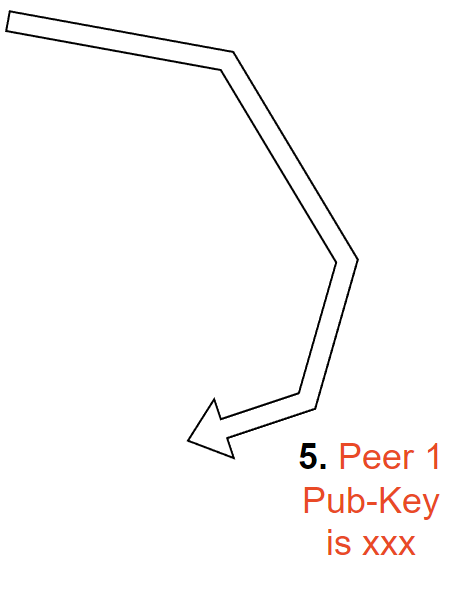 5. Peer 1
Pub-Key
is xxx